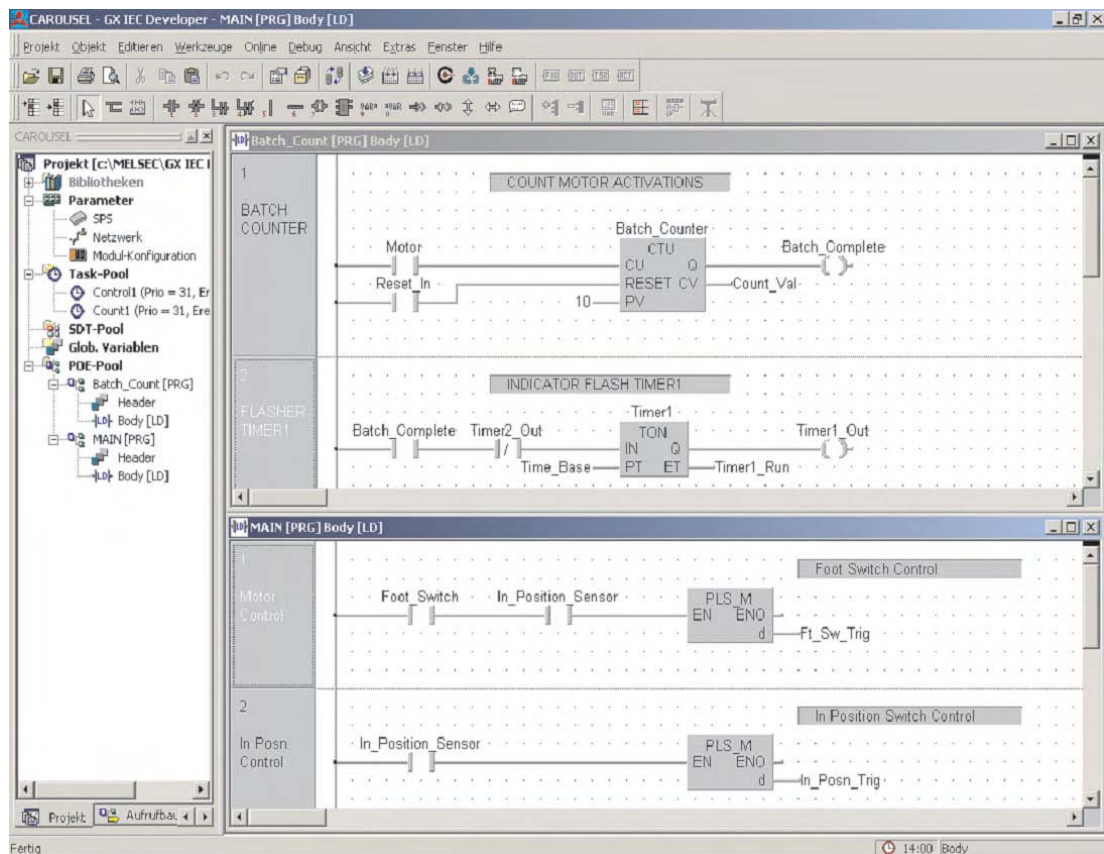 CAROUSEL - GX IEC Developer - MAIN [PRG] Body [LD]
Projekt Objekt Editieren Werkzeuge Online Debug Ansicht Extras Fenster Hilfe
CAROUSEL
Projekt [c:\MELSEC\GX IEC I
Bibliotheken
Parameter
SPS
Netzwerk
Modul-Konfiguration
Task-Pool
Control1 (Prio = 31, Er
Count1 (Prio = 31, Ere
SDT-Pool
Glob. Variablen
POE-Pool
Batch_Count [PRG]
Header
Body [LD]
MAIN [PRG]
Header
Body [LD]
Projekt Aufrufbau
Batch_Count [PRG] Body [LD]
1
BATCH
COUNTER
COUNT MOTOR ACTIVATIONS
Batch_Counter
Motor CTU Batch_Complete
CU Q
Reset_In RESET CV Count_Val
10 PV
2
FLASHER
TIMER1
INDICATOR FLASH TIMER1
Timer1
Batch_Complete Timer2_Out TON Timer1_Out
IN Q
Time_Base PT ET Timer1_Run
MAIN [PRG] Body [LD]
1
Motor
Control
Foot Switch Control
Foot_Switch In_Position_Sensor PLS_M
EN ENO
d Ft_Sw_Trig
2
In Posn
Control
In Position Switch Control
In_Position_Sensor PLS_M
EN ENO
d In_Posn_Trig
Fertig 14:00 Body